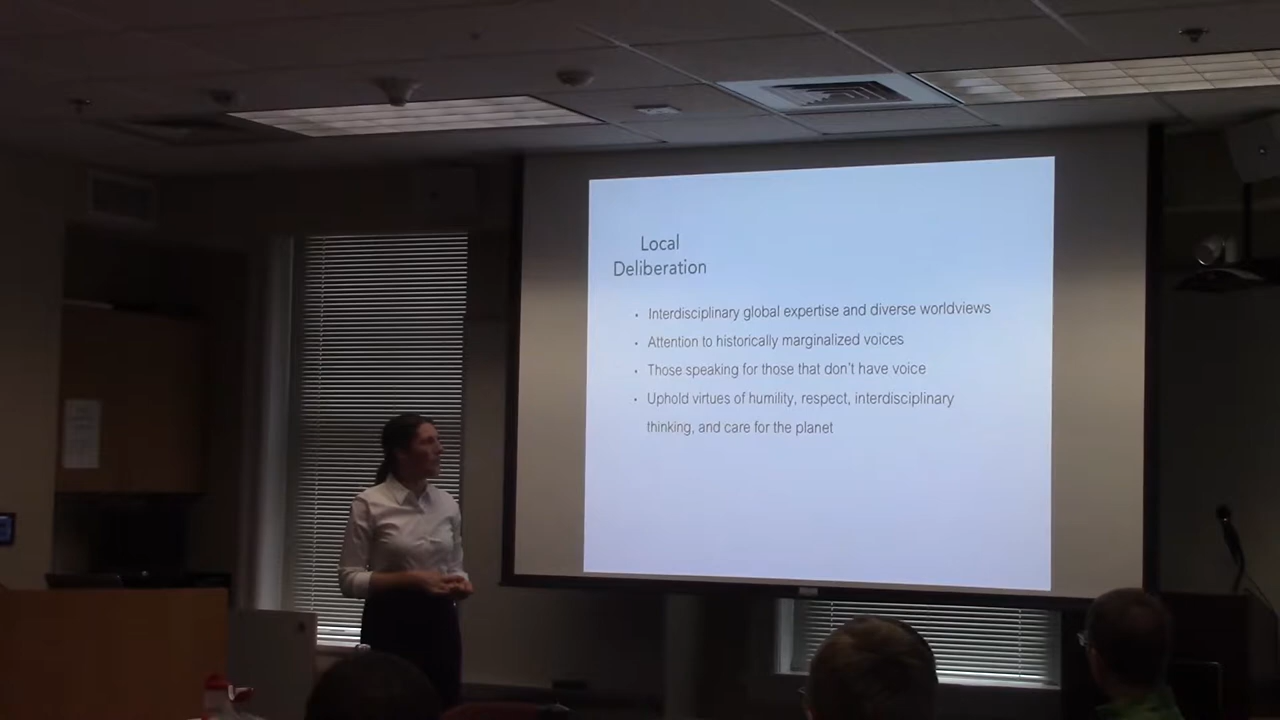 Local
Deliberation
• Interdisciplinary global expertise and diverse worldviews
• Attention to historically marginalized voices
• Those speaking for those that don't have voice
• Uphold virtues of humility, respect, interdisciplinary
thinking, and care for the planet